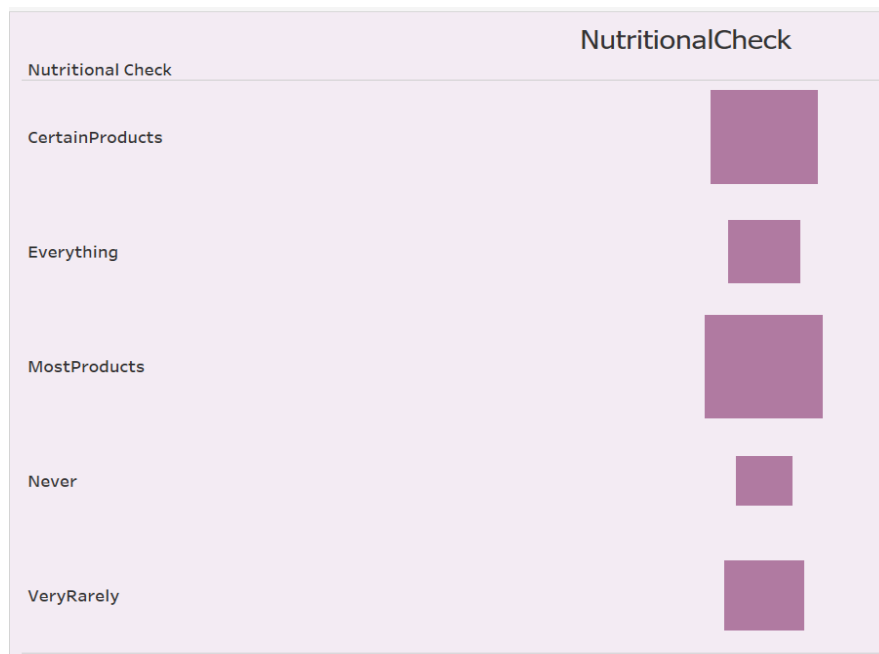 NutritionalCheck
Nutritional Check
CertainProducts
Everything
MostProducts
Never
VeryRarely